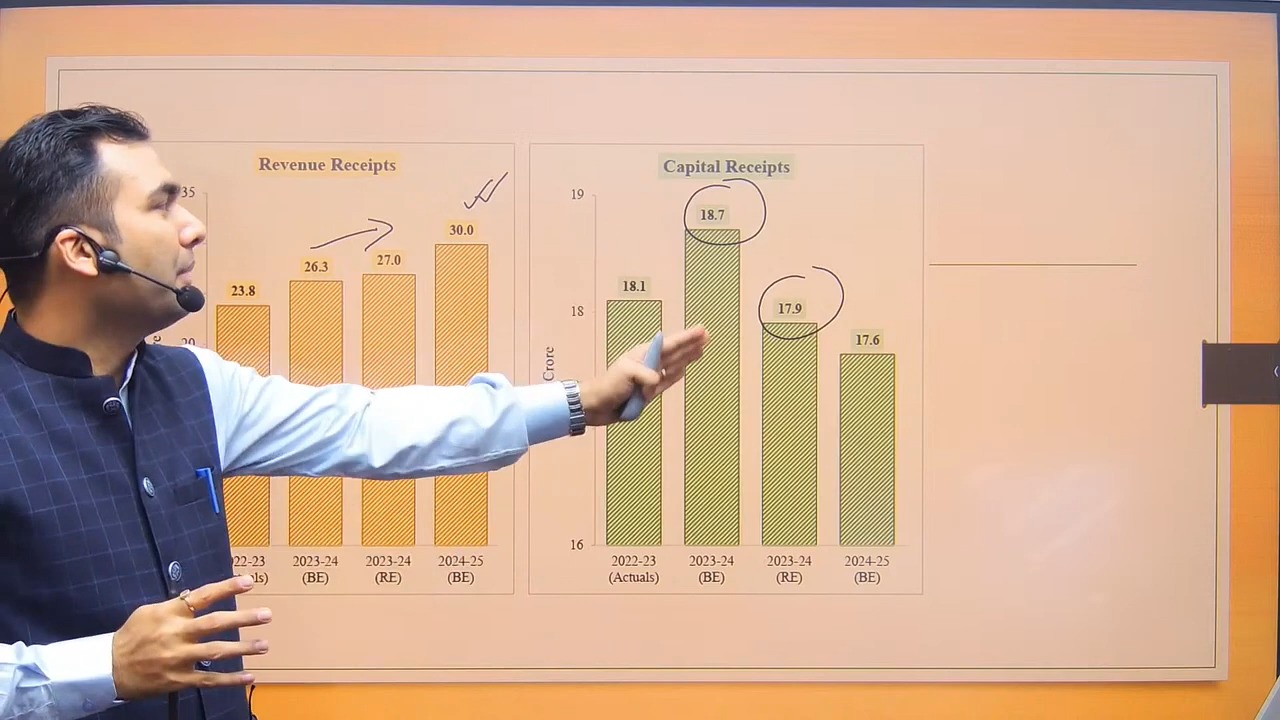 Revenue Receipts
35
30.0
26.3
27.0
23.8
22-23
2023-24
2023-24
2024-25
(BE)
(RE)
(BE)
Capital Receipts
19
18.7
18.1
18
17.9
17.6
Crore
16
2022-23
2023-24
2023-24
2024-25
(Actuals)
(BE)
(RE)
(BE)